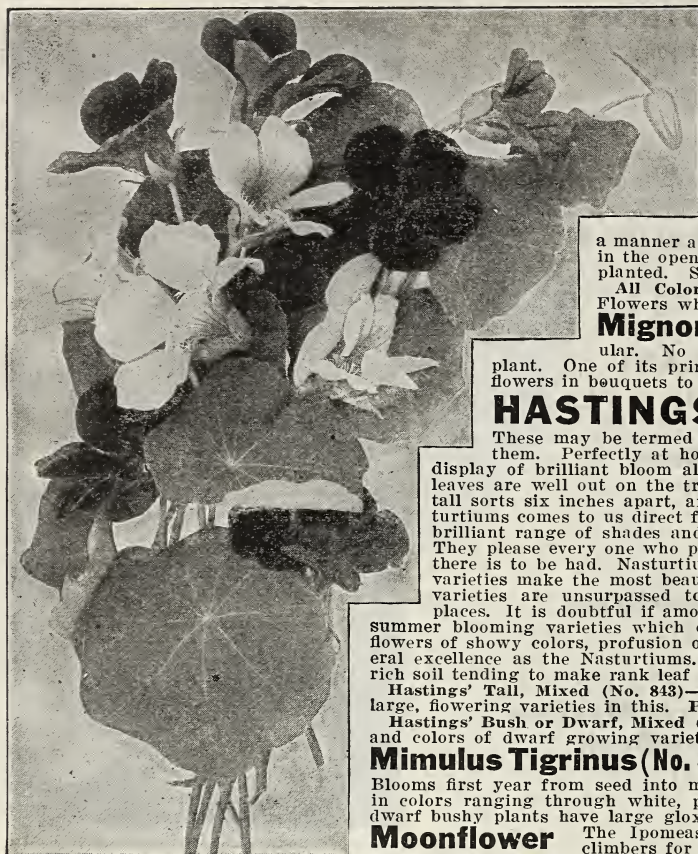 a manner a
in the open
planted. S
All Color
Flowers wh
Mignon
ular. No
plant. One of its prin
flowers in bouquets to
HASTINGS
These may be termed
them. Perfectly at ho
display of brilliant bloom al
leaves are well out on the tr
tall sorts six inches apart, a
turtiums comes to us direct f
brilliant range of shades and
They please every one who p
there is to be had. Nasturtiu
varieties make the most beau
varieties are unsurpassed to
places. It is doubtful if amo
summer blooming varieties which
flowers of showy colors, profusion o
eral excellence as the Nasturtiums.
rich soil tending to make rank leaf
Hastings' Tall, Mixed (No. 843)—
large, flowering varieties in this. P
Hastings' Bush or Dwarf, Mixed
and colors of dwarf growing variet
Mimulus Tigrinus (No.
Blooms first year from seed into m
in colors ranging through white, p
dwarf bushy plants have large glox
Moonflower The Ipomeas
climbers for